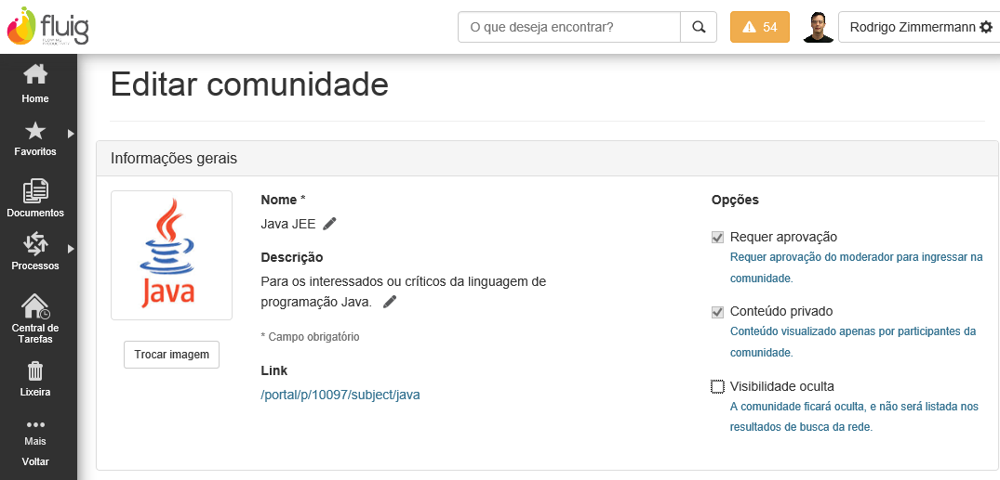 fluig
O que deseja encontrar?
54
Rodrigo Zimmermann
Home
Favoritos
Documentos
Processos
Central de
Tarefas
Lixeira
Mais
Voltar
Editar comunidade
Informações gerais
Java
Trocar imagem
Nome *
Java JEE
Descrição
Para os interessados ou críticos da linguagem de
programação Java.
* Campo obrigatório
Link
/portal/p/10097/subject/java
Opções
Requer aprovação
Requer aprovação do moderador para ingressar na
comunidade.
Conteúdo privado
Conteúdo visualizado apenas por participantes da
comunidade.
Visibilidade oculta
A comunidade ficará oculta, e não será listada nos
resultados de busca da rede.